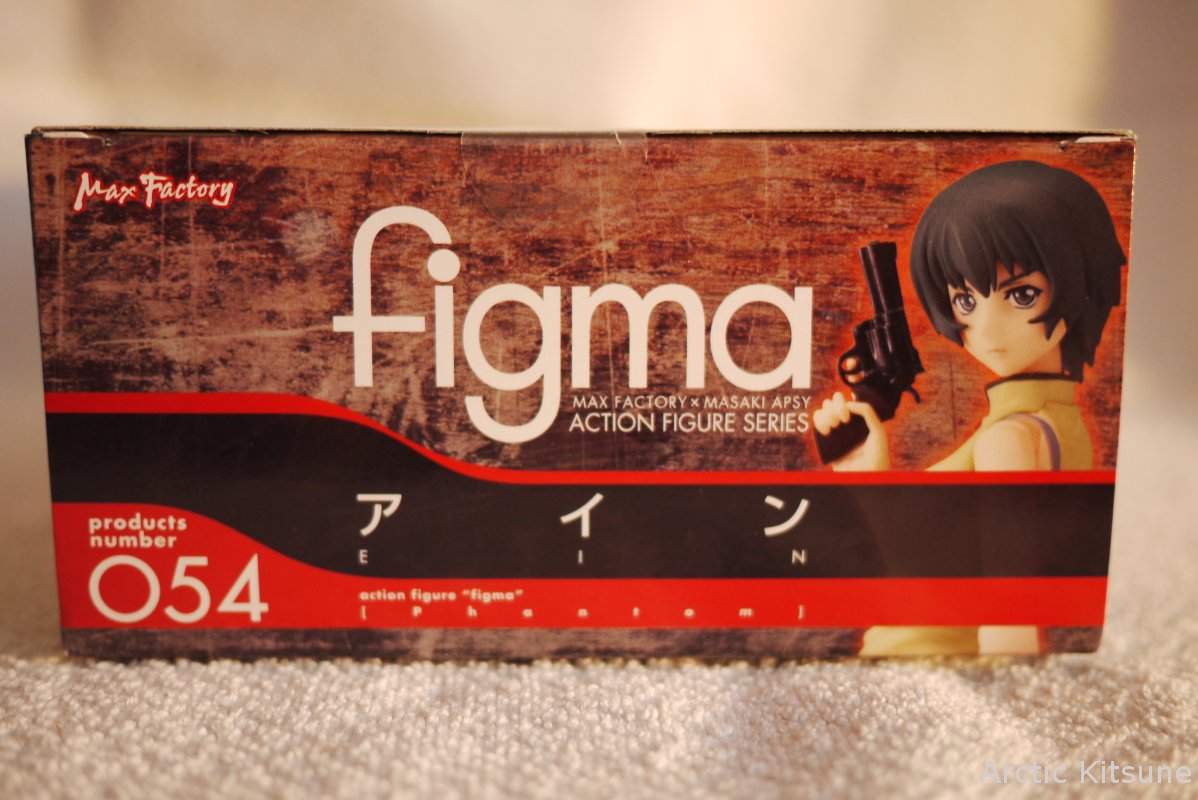 Max Factory
figma
MAX FACTORY × MASAKI APSY
ACTION FIGURE SERIES
アイン
EIN
products
number
054
action figure "figma"
[Phantom]
Arctic Kitsune